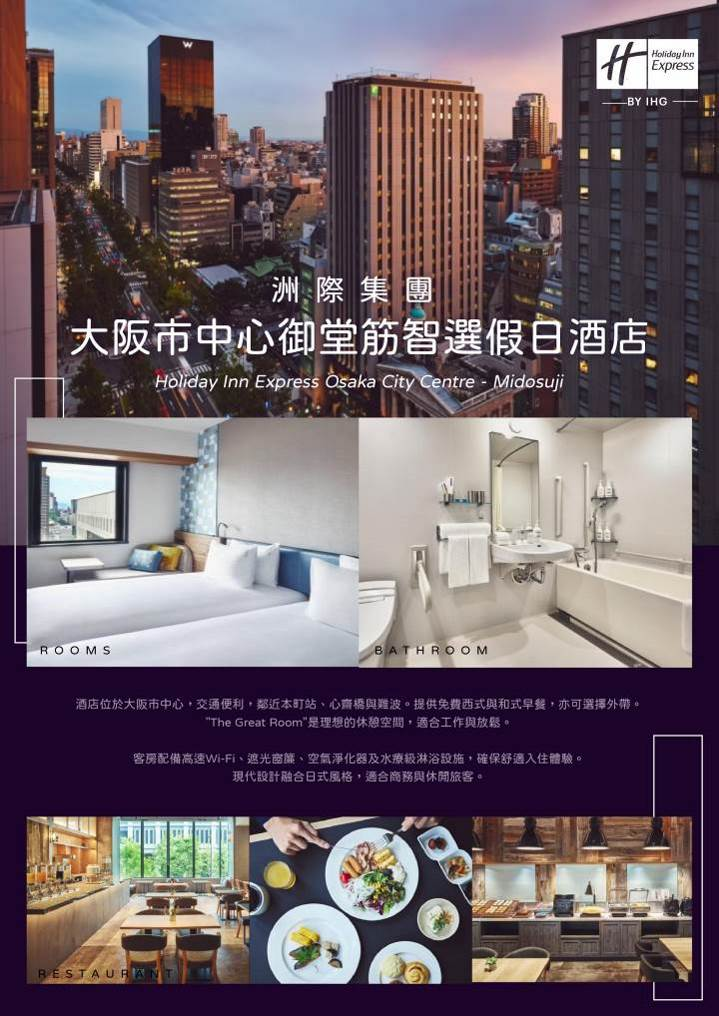 W
Holiday Inn
Express
BY IHG
洲際集團
大阪市中心御堂筋智選假日酒店
Holiday Inn Express Osaka City Centre - Midosuji
ROOMS
BATHROOM
酒店位於大阪市中心，交通便利，鄰近本町站、心齋橋與難波。提供免費西式與和式早餐，亦可選擇外帶。
"The Great Room"是理想的休憩空間，適合工作與放鬆。
客房配備高速Wi-Fi、遮光窗簾、空氣淨化器及水療級淋浴設施，確保舒適入住體驗。
現代設計融合日式風格，適合商務與休閒旅客。
RESTAURANT